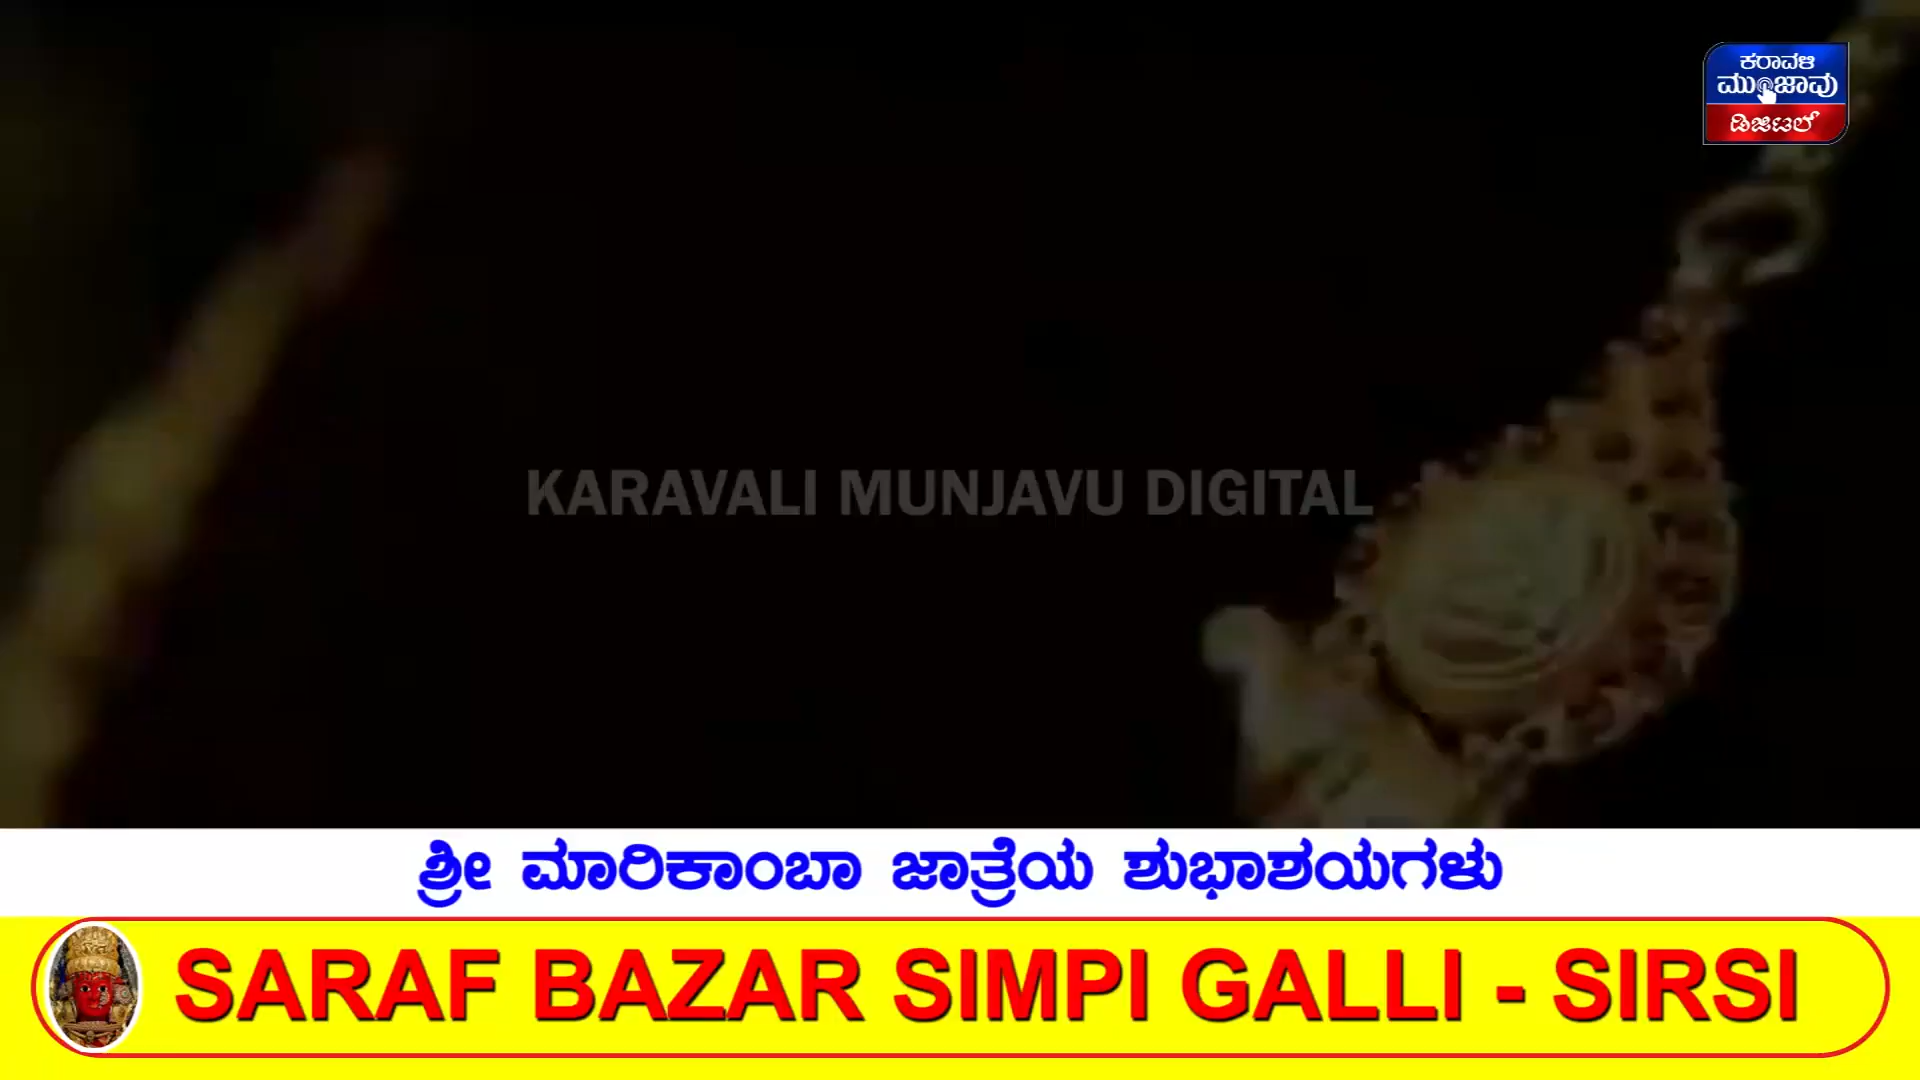 ಕರಾವಳಿ
ಮುಂಜಾವು
ಡಿಜಿಟಲ್
KARAVALI MUNJAVU DIGITAL
ಶ್ರೀ ಮಾರಿಕಾಂಬಾ ಜಾತ್ರೆಯ ಶುಭಾಶಯಗಳು
SARAF BAZAR SIMPI GALLI - SIRSI